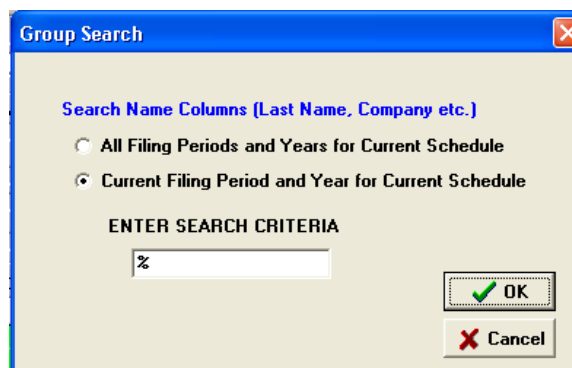 Group Search
Search Name Columns (Last Name, Company etc.)
All Filing Periods and Years for Current Schedule
Current Filing Period and Year for Current Schedule
ENTER SEARCH CRITERIA
%
OK
Cancel